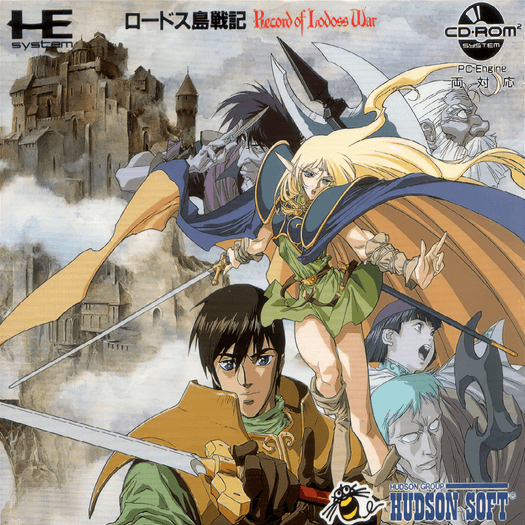 HE
system
ロードス島戦記 Record of Lodoss War
CD-ROM²
SYSTEM
PC Engine
両対応
HUDSON GROUP
HUDSON SOFT®